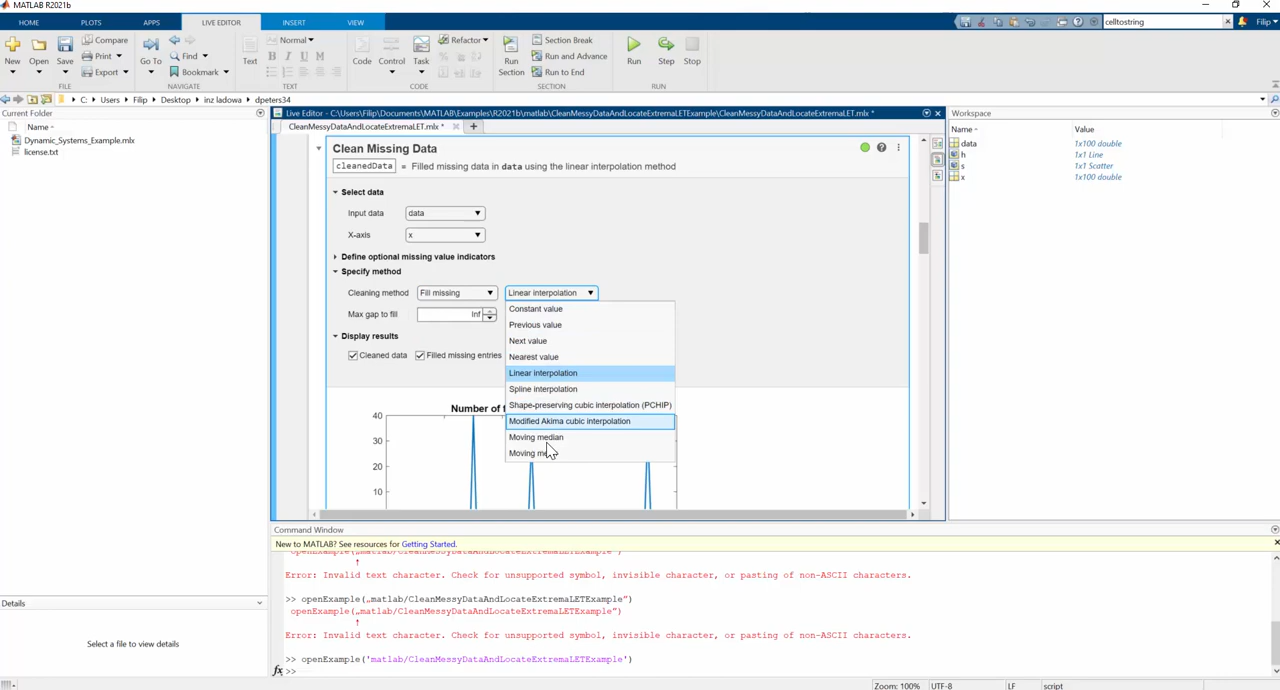 MATLAB R2021b
HOME PLOTS APPS LIVE EDITOR INSERT VIEW
celltostring
Filip
New Open Save
Compare
Print
Export
Go To
Find
Bookmark
Text
Normal
B I U M
Code Control Task
Refactor
Run Section
Section Break
Run and Advance
Run to End
Run Step Stop
FILE NAVIGATE TEXT CODE SECTION RUN
C: Users Filip Desktop inz ladowa dpeters34
Current Folder
Name
Dynamic_Systems_Example.mlx
license.txt
Details
Select a file to view details
Live Editor - C:\Users\Filip\Documents\MATLAB\Examples\R2021b\matlab\CleanMessyDataAndLocateExtremaLETExample\CleanMessyDataAndLocateExtremaLET.mlx *
CleanMessyDataAndLocateExtremaLET.mlx *
Clean Missing Data
cleanedData = Filled missing data in data using the linear interpolation method
Select data
Input data data
X-axis x
Define optional missing value indicators
Specify method
Cleaning method Fill missing Linear interpolation
Max gap to fill Inf
Display results
Cleaned data Filled missing entries
Constant value
Previous value
Next value
Nearest value
Linear interpolation
Spline interpolation
Shape-preserving cubic interpolation (PCHIP)
Modified Akima cubic interpolation
Moving median
Moving
Number of
40
30
20
10
Workspace
Name Value
data 1x100 double
h 1x1 Line
s 1x1 Scatter
x 1x100 double
Command Window
New to MATLAB? See resources for Getting Started.
openExample(„matlab/CleanMessyDataAndLocateExtremaLETExample”)
↑
Error: Invalid text character. Check for unsupported symbol, invisible character, or pasting of non-ASCII characters.
>> openExample(„matlab/CleanMessyDataAndLocateExtremaLETExample”)
openExample(„matlab/CleanMessyDataAndLocateExtremaLETExample”)
↑
Error: Invalid text character. Check for unsupported symbol, invisible character, or pasting of non-ASCII characters.
>> openExample('matlab/CleanMessyDataAndLocateExtremaLETExample')
fx >>
Zoom: 100% UTF-8 LF script